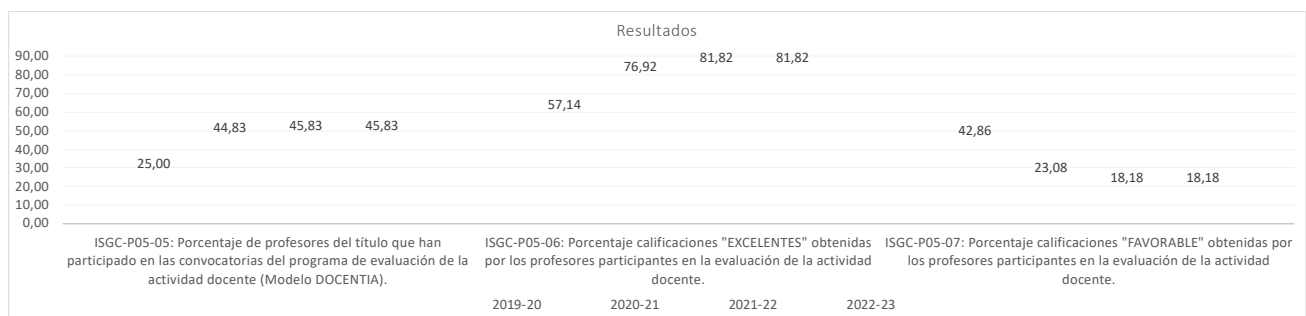 Resultados
90,00
80,00
70,00
60,00
50,00
40,00
30,00
20,00
10,00
0,00
25,00
44,83
45,83
45,83
57,14
76,92
81,82
81,82
42,86
23,08
18,18
18,18
ISGC-P05-05: Porcentaje de profesores del título que han
participado en las convocatorias del programa de evaluación de la
actividad docente (Modelo DOCENTIA).
ISGC-P05-06: Porcentaje calificaciones "EXCELENTES" obtenidas
por los profesores participantes en la evaluación de la actividad
docente.
ISGC-P05-07: Porcentaje calificaciones "FAVORABLE" obtenidas por
los profesores participantes en la evaluación de la actividad
docente.
2019-20 2020-21 2021-22 2022-23